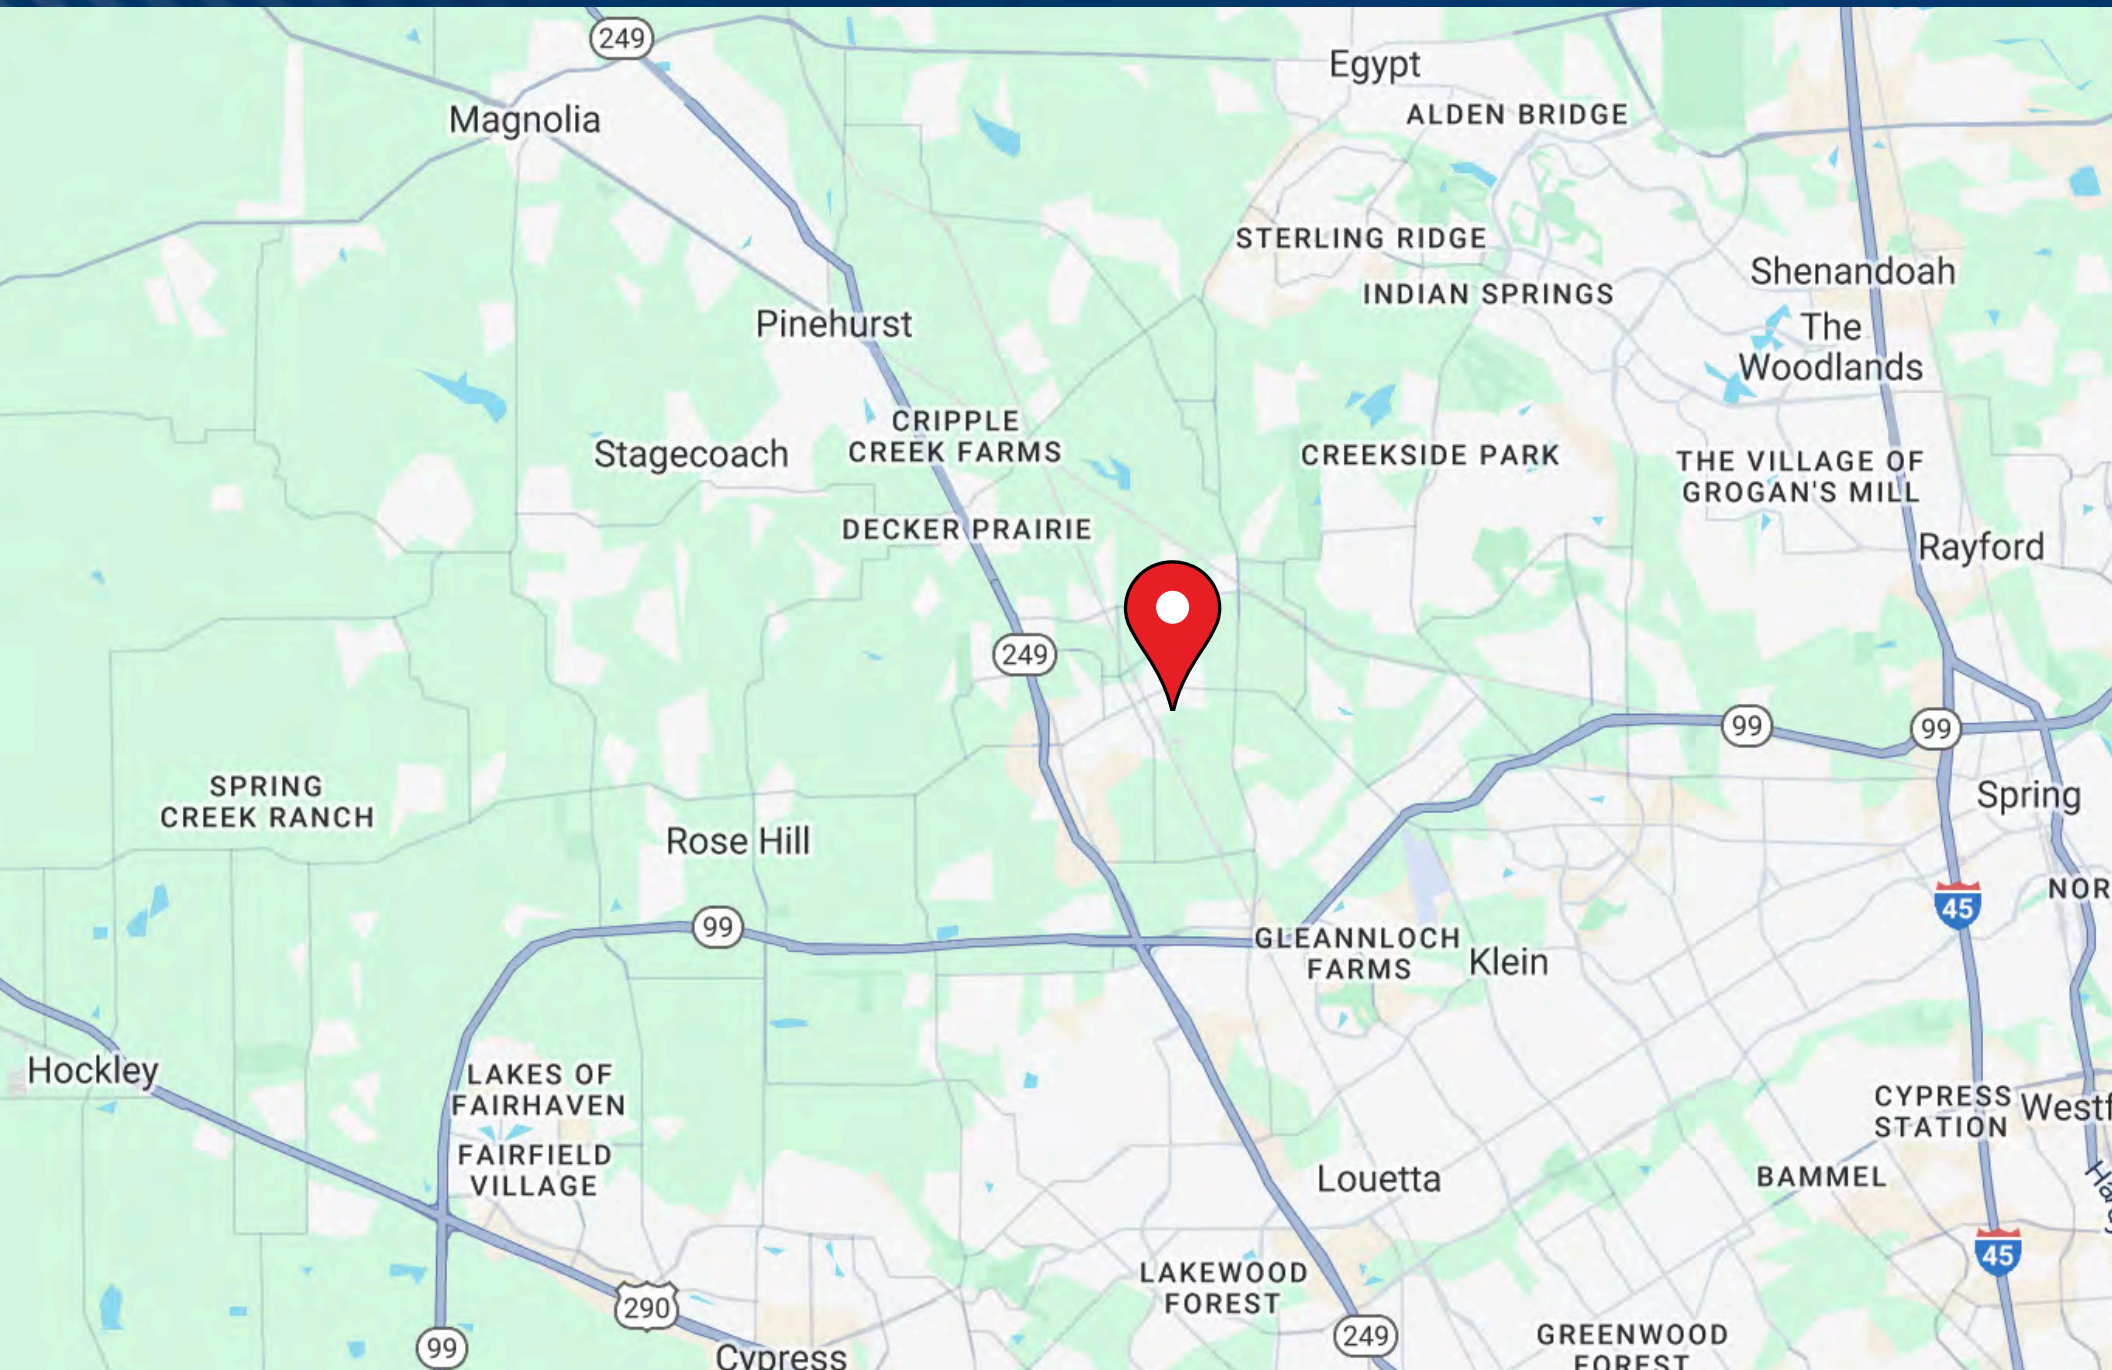 249
Egypt
Magnolia
ALDEN BRIDGE
STERLING RIDGE
Shenandoah
INDIAN SPRINGS
Pinehurst
The
Woodlands
CRIPPLE
CREEK FARMS
Stagecoach
CREEKSIDE PARK
THE VILLAGE OF
GROGAN'S MILL
DECKER PRAIRIE
Rayford
249
99
99
SPRING
CREEK RANCH
Spring
Rose Hill
NOR
45
99
GLEANNLOCH
FARMS
Klein
Hockley
LAKES OF
FAIRHAVEN
CYPRESS
STATION
Westf
FAIRFIELD
VILLAGE
Louetta
BAMMEL
45
LAKEWOOD
FOREST
290
249
GREENWOOD
FOREST
99
Cypress